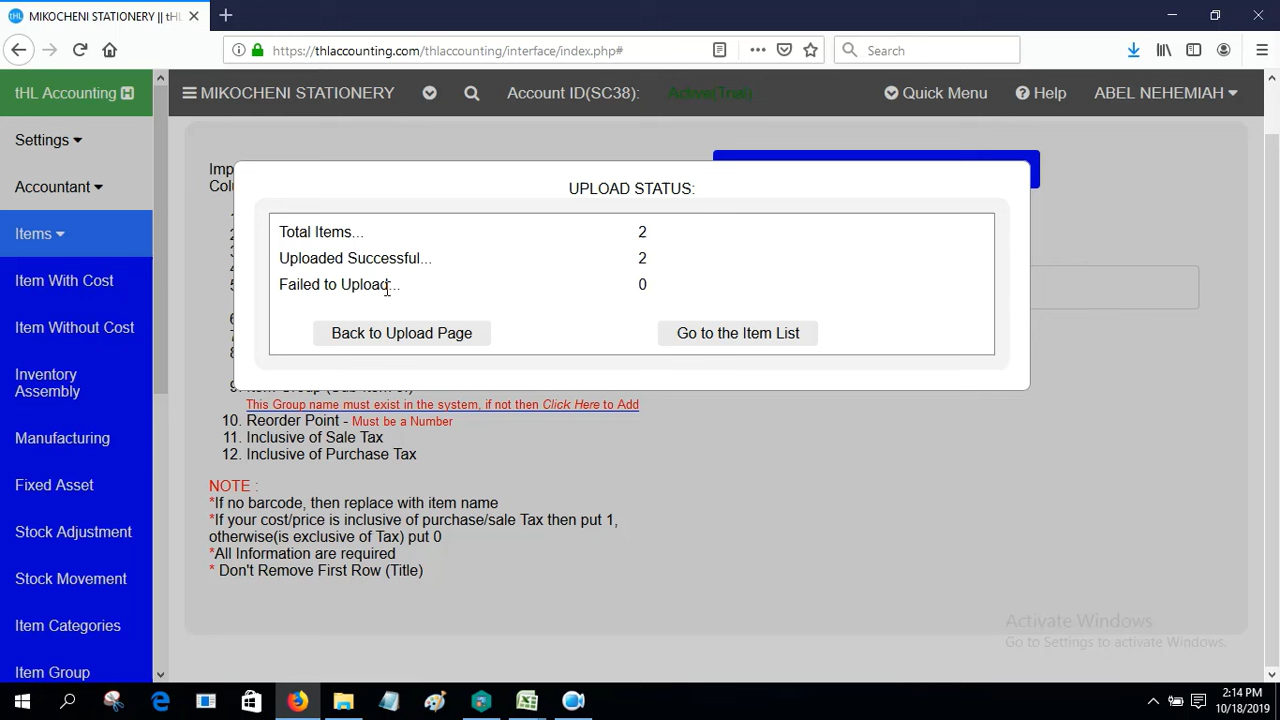 MIKOCHENI STATIONERY || tHL
https://thlaccounting.com/thlaccounting/interface/index.php#
Search
tHL Accounting
MIKOCHENI STATIONERY
Account ID(SC38):
Active(Trial)
Quick Menu
Help
ABEL NEHEMIAH
Settings
Accountant
Items
Item With Cost
Item Without Cost
Inventory
Assembly
Manufacturing
Fixed Asset
Stock Adjustment
Stock Movement
Item Categories
Item Group
UPLOAD STATUS:
Total Items... 2
Uploaded Successful... 2
Failed to Upload... 0
Back to Upload Page
Go to the Item List
This Group name must exist in the system, if not then Click Here to Add
10. Reorder Point - Must be a Number
11. Inclusive of Sale Tax
12. Inclusive of Purchase Tax
NOTE :
*If no barcode, then replace with item name
*If your cost/price is inclusive of purchase/sale Tax then put 1,
otherwise(is exclusive of Tax) put 0
*All Information are required
* Don't Remove First Row (Title)
Activate Windows
Go to Settings to activate Windows.
2:14 PM
10/18/2019